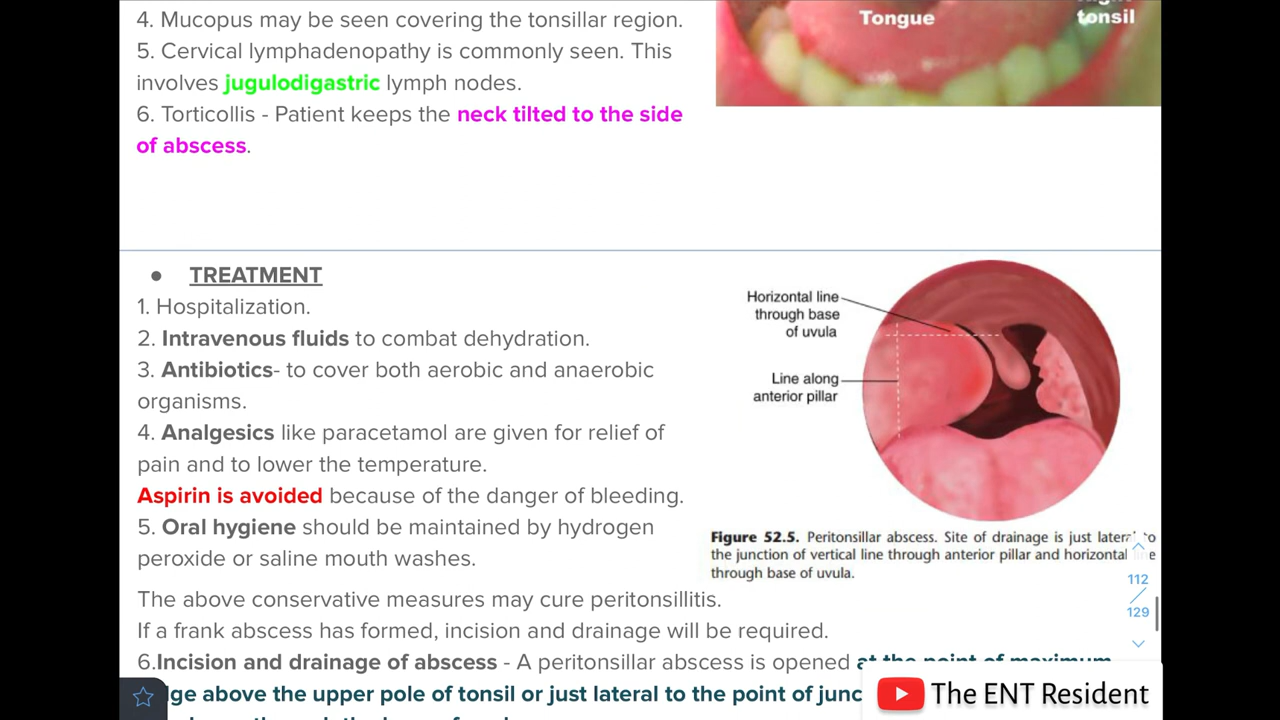 4. Mucopus may be seen covering the tonsillar region.
5. Cervical lymphadenopathy is commonly seen. This
involves jugulodigastric lymph nodes.
6. Torticollis - Patient keeps the neck tilted to the side
of abscess.
Tongue
tonsil
● TREATMENT
1. Hospitalization.
2. Intravenous fluids to combat dehydration.
3. Antibiotics- to cover both aerobic and anaerobic
organisms.
4. Analgesics like paracetamol are given for relief of
pain and to lower the temperature.
Aspirin is avoided because of the danger of bleeding.
5. Oral hygiene should be maintained by hydrogen
peroxide or saline mouth washes.
Horizontal line
through base
of uvula
Line along
anterior pillar
Figure 52.5. Peritonsillar abscess. Site of drainage is just lateral to
the junction of vertical line through anterior pillar and horizontal
through base of uvula.
112
129
The above conservative measures may cure peritonsillitis.
If a frank abscess has formed, incision and drainage will be required.
6.Incision and drainage of abscess - A peritonsillar abscess is opened at the point of maximum
above the upper pole of tonsil or just lateral to the point of
The ENT Resident